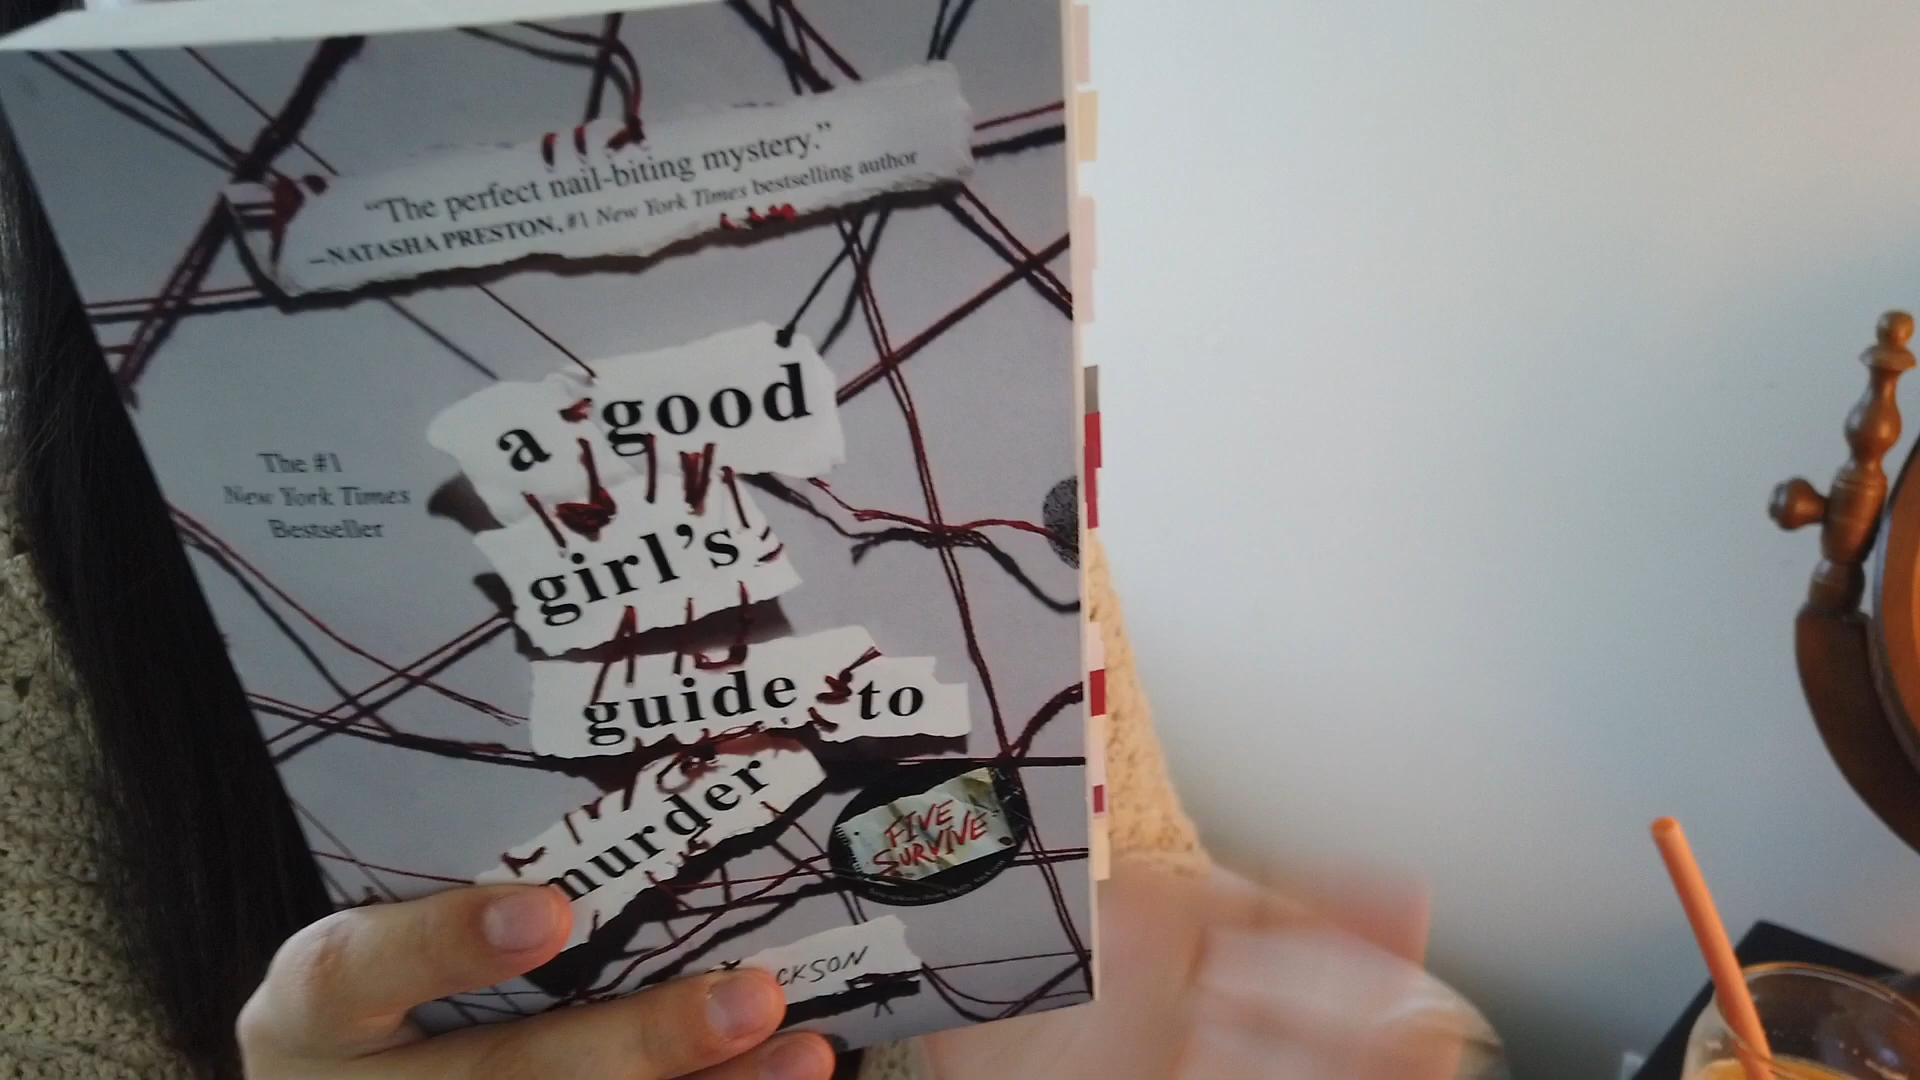 “The perfect nail-biting mystery.”
—NATASHA PRESTON, #1 New York Times bestselling author
a good
The #1
New York Times
Bestseller
girl’s
guide to
murder
FIVE
SURVIVE
CKSON